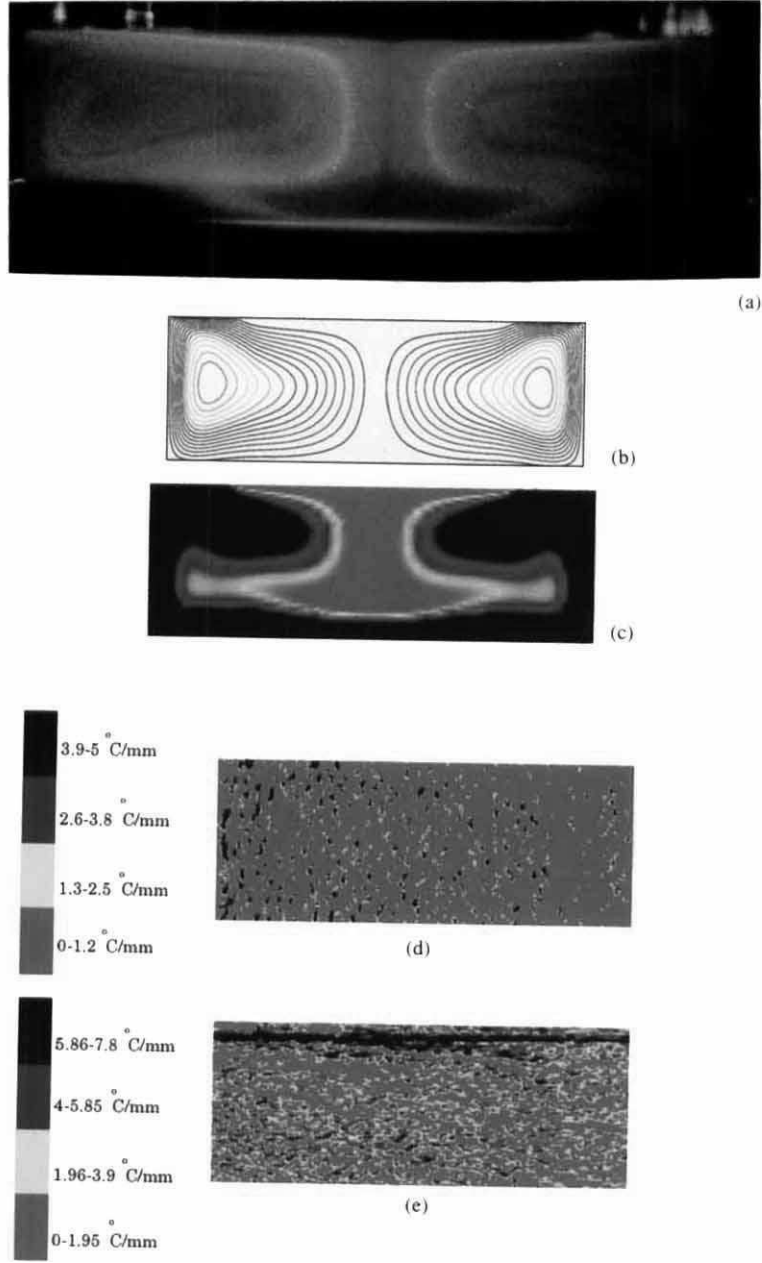 (a)
(b)
(c)
3.9-5 °C/mm
2.6-3.8 °C/mm
1.3-2.5 °C/mm
0-1.2 °C/mm
(d)
5.86-7.8 °C/mm
4-5.85 °C/mm
1.96-3.9 °C/mm
0-1.95 °C/mm
(e)